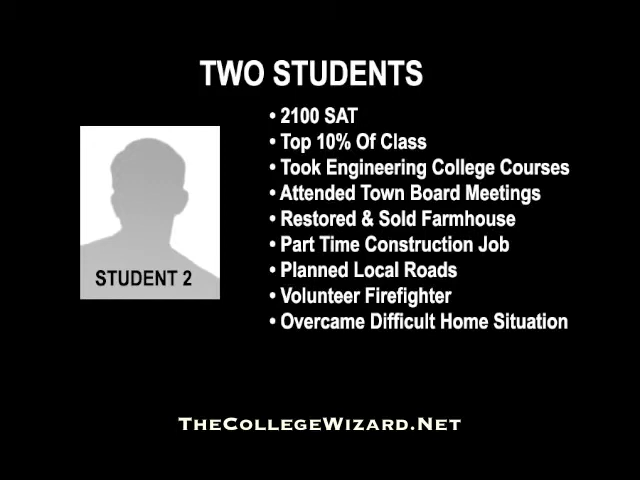 TWO STUDENTS
• 2100 SAT
• Top 10% Of Class
• Took Engineering College Courses
• Attended Town Board Meetings
• Restored & Sold Farmhouse
• Part Time Construction Job
• Planned Local Roads
• Volunteer Firefighter
• Overcame Difficult Home Situation
STUDENT 2
TheCollegeWizard.Net